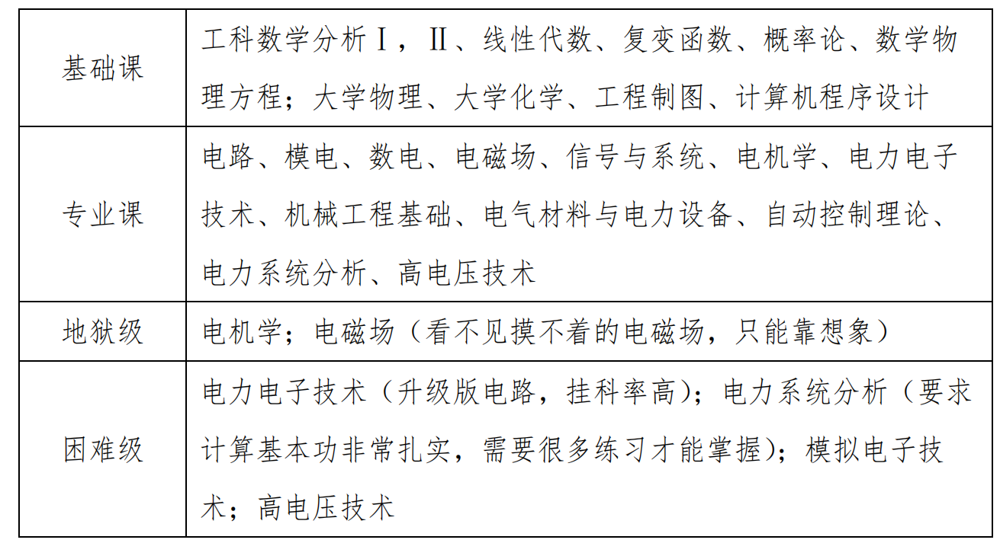 基础课
工科数学分析Ⅰ，Ⅱ、线性代数、复变函数、概率论、数学物
理方程；大学物理、大学化学、工程制图、计算机程序设计
专业课
电路、模电、数电、电磁场、信号与系统、电机学、电力电子
技术、机械工程基础、电气材料与电力设备、自动控制理论、
电力系统分析、高电压技术
地狱级
电机学；电磁场（看不见摸不着的电磁场，只能靠想象）
困难级
电力电子技术（升级版电路，挂科率高）；电力系统分析（要求
计算基本功非常扎实，需要很多练习才能掌握）；模拟电子技
术；高电压技术